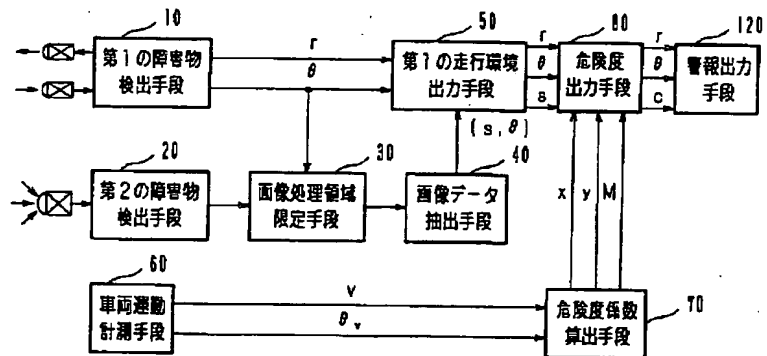 10
50
80
120
第1の障害物
検出手段
r
θ
第1の走行環境
出力手段
r
θ
s
危険度
出力手段
r
θ
c
警報出力
手段
(s,θ)
20
30
40
第2の障害物
検出手段
画像処理領域
限定手段
画像データ
抽出手段
x
y
M
60
車両運動
計測手段
v
θv
危険度係数
算出手段
70